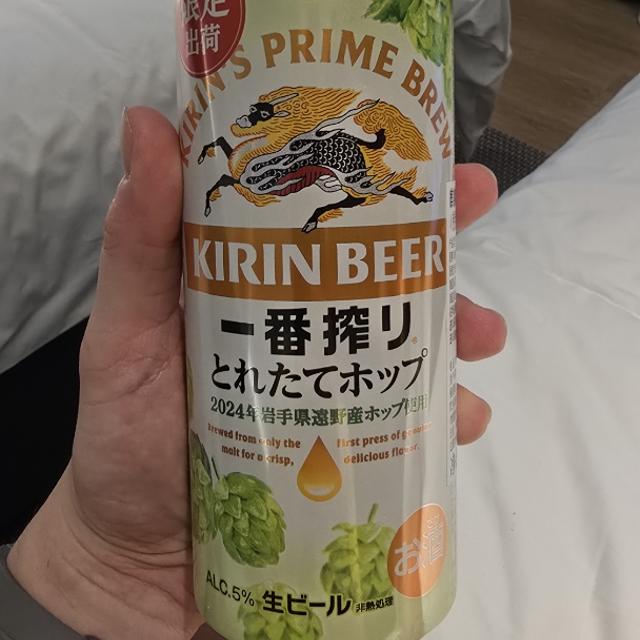 限定
出荷
KIRIN'S PRIME BREW
KIRIN BEER
一番搾り
とれたてホップ
2024年岩手県遠野産ホップ使用
Brewed from only the
malt for a crisp,
First press of
delicious flavor.
お酒
ALC.5% 生ビール 非熱処理